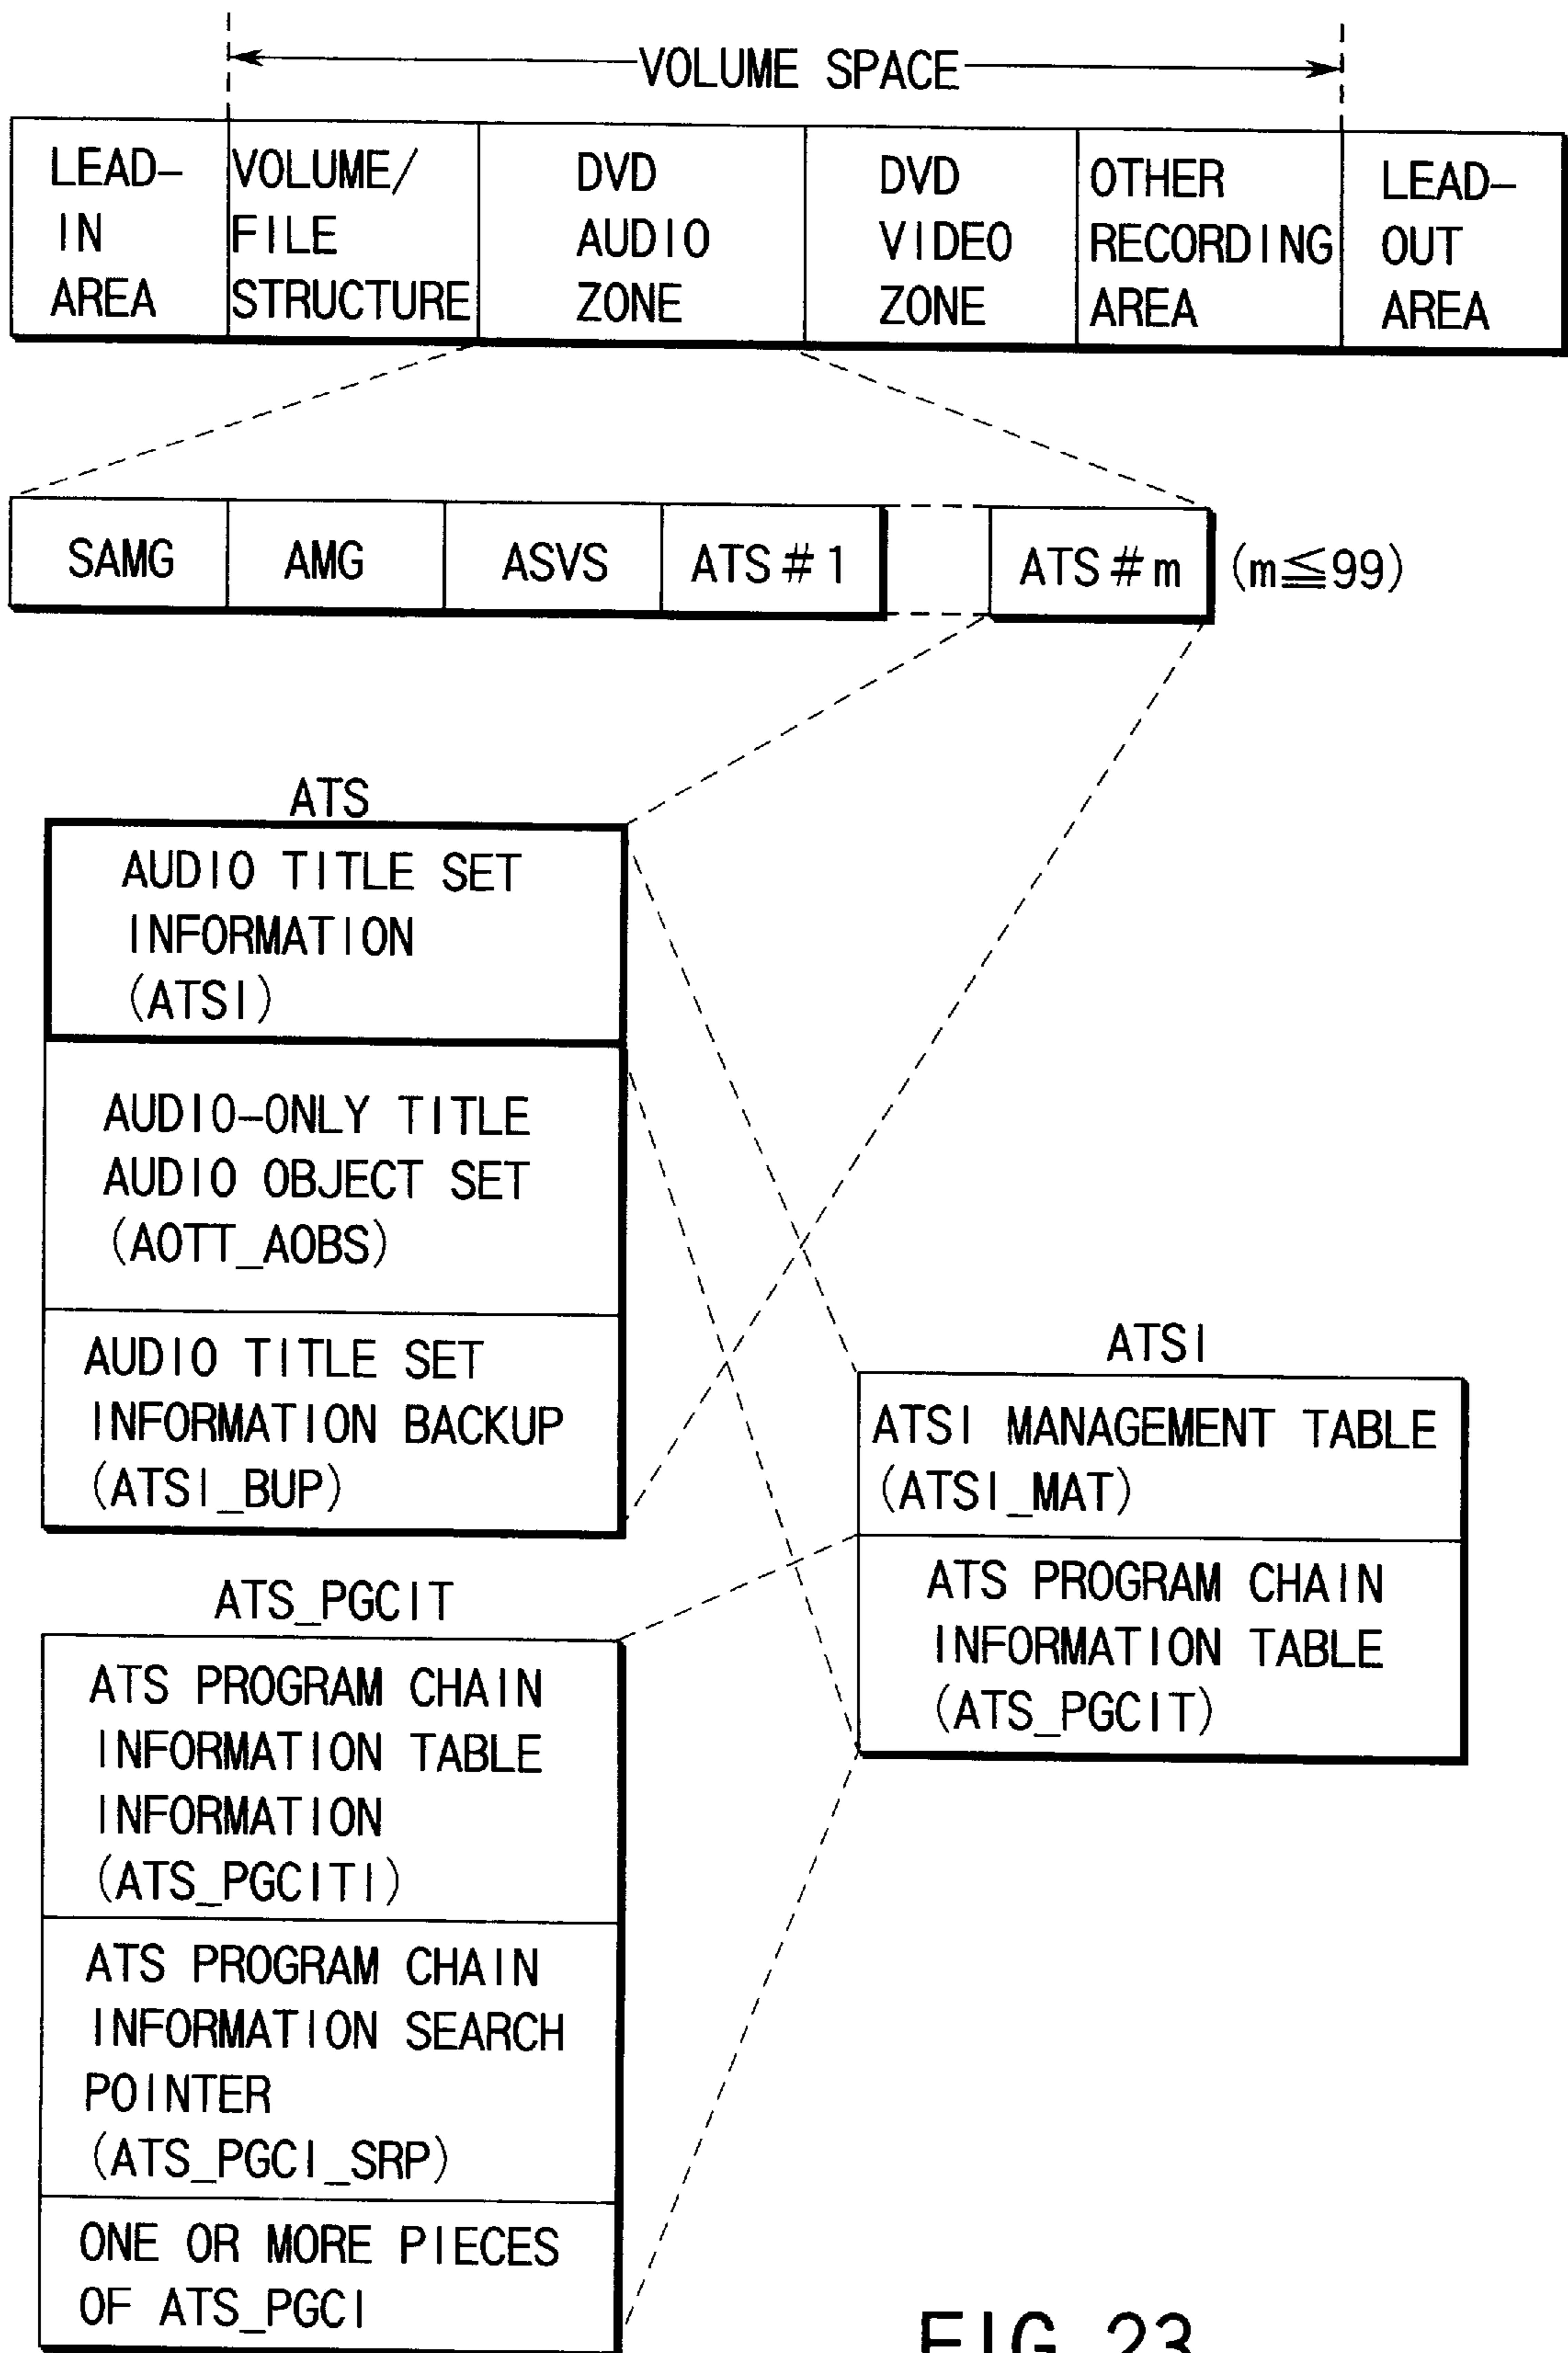 VOLUME SPACE
LEAD-
IN
AREA
VOLUME/
FILE
STRUCTURE
DVD
AUDIO
ZONE
DVD
VIDEO
ZONE
OTHER
RECORDING
AREA
LEAD-
OUT
AREA
SAMG
AMG
ASVS
ATS#1
ATS#m
(m≦99)
ATS
AUDIO TITLE SET
INFORMATION
(ATSI)
AUDIO-ONLY TITLE
AUDIO OBJECT SET
(AOTT_AOBS)
AUDIO TITLE SET
INFORMATION BACKUP
(ATSI_BUP)
ATSI
ATSI MANAGEMENT TABLE
(ATSI_MAT)
ATS PROGRAM CHAIN
INFORMATION TABLE
(ATS_PGCIT)
ATS_PGCIT
ATS PROGRAM CHAIN
INFORMATION TABLE
INFORMATION
(ATS_PGCITI)
ATS PROGRAM CHAIN
INFORMATION SEARCH
POINTER
(ATS_PGCI_SRP)
ONE OR MORE PIECES
OF ATS_PGCI
FIG 23